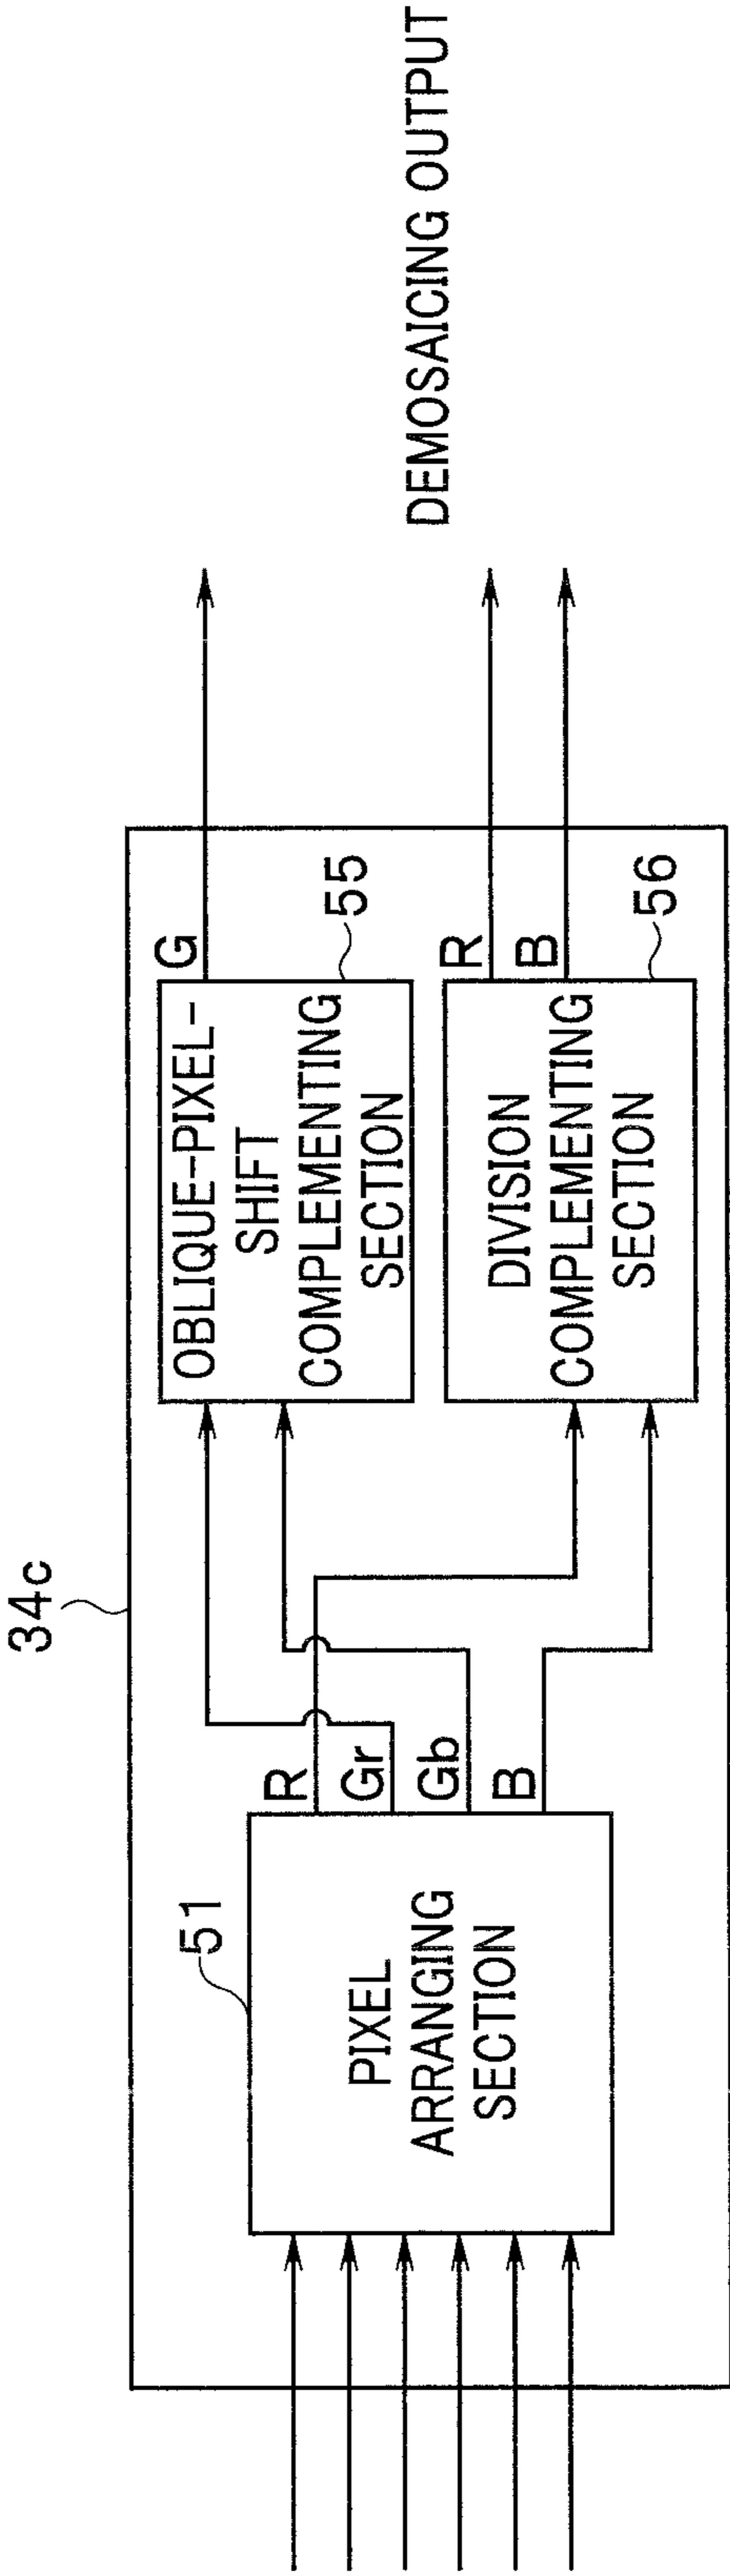 34c
51
PIXEL
ARRANGING
SECTION
R
Gr
Gb
B
OBLIQUE-PIXEL-
SHIFT
COMPLEMENTING
SECTION
55
G
DIVISION
COMPLEMENTING
SECTION
56
R
B
DEMOSAICING OUTPUT